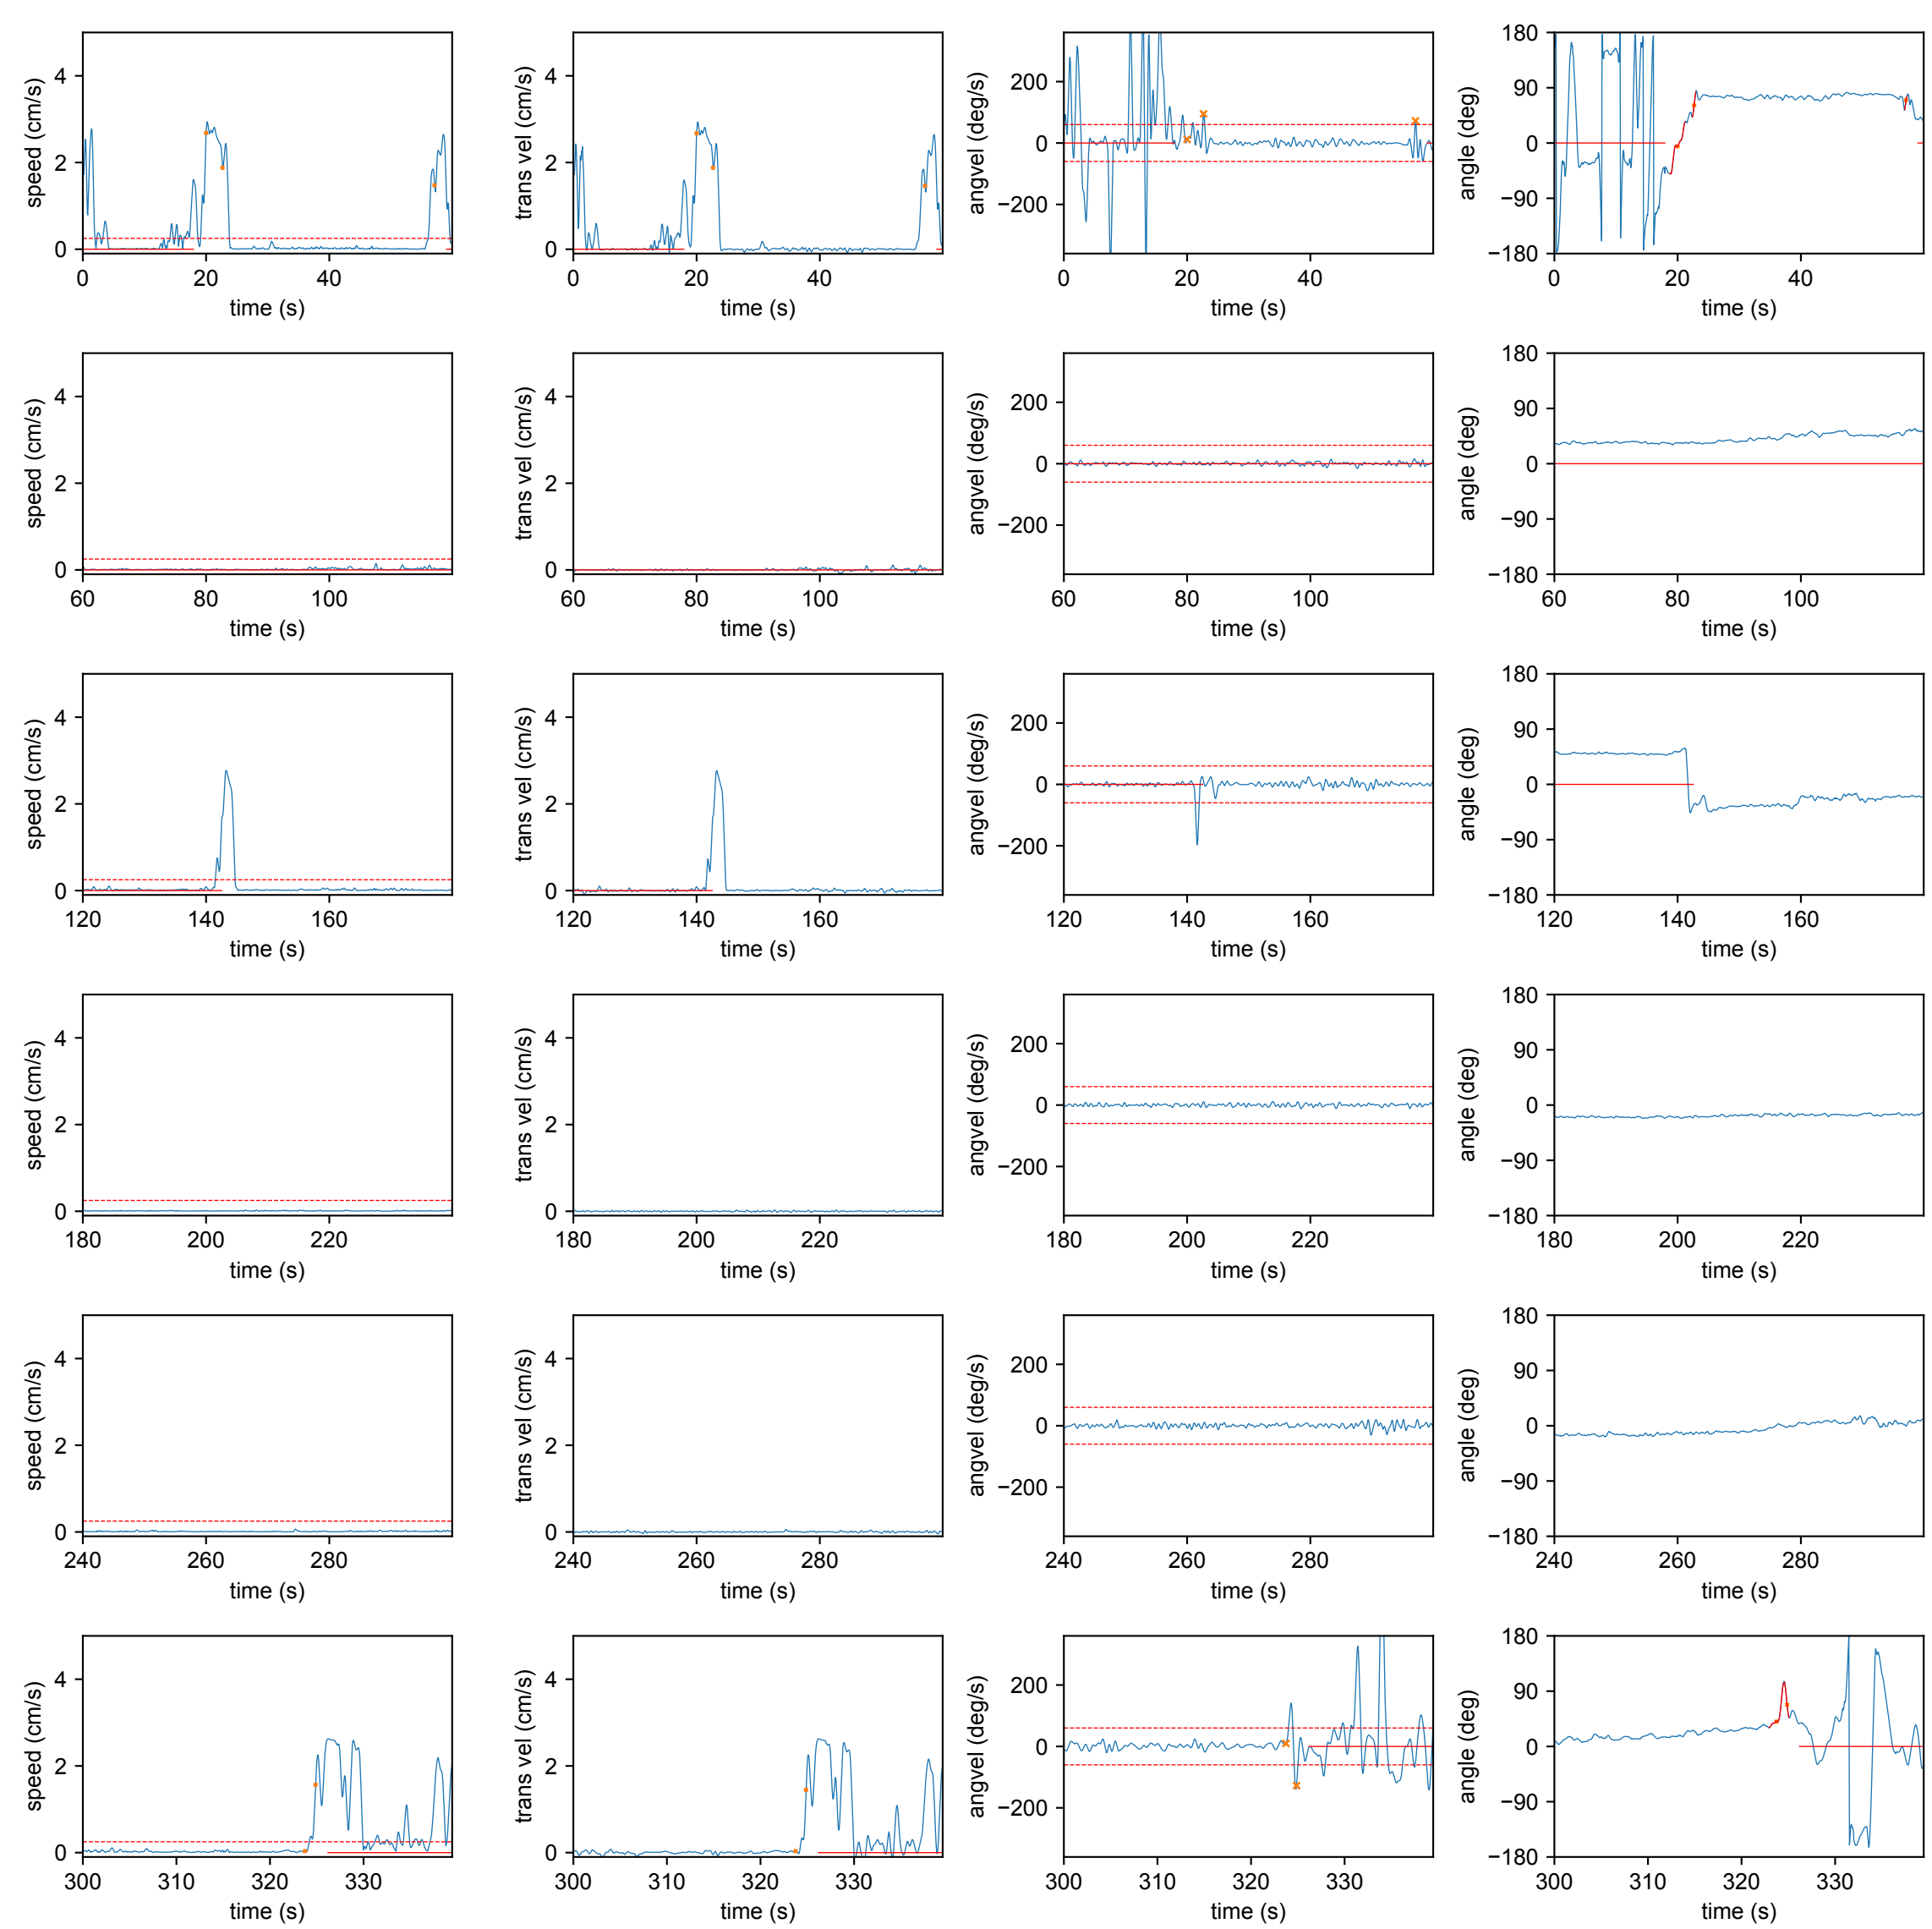 speed (cm/s) 0 2 4 0 20 40 time (s)
trans vel (cm/s) 0 2 4 0 20 40 time (s)
angvel (deg/s) −200 0 200 0 20 40 time (s)
angle (deg) −180 −90 0 90 180 0 20 40 time (s)
speed (cm/s) 0 2 4 60 80 100 time (s)
trans vel (cm/s) 0 2 4 60 80 100 time (s)
angvel (deg/s) −200 0 200 60 80 100 time (s)
angle (deg) −180 −90 0 90 180 60 80 100 time (s)
speed (cm/s) 0 2 4 120 140 160 time (s)
trans vel (cm/s) 0 2 4 120 140 160 time (s)
angvel (deg/s) −200 0 200 120 140 160 time (s)
angle (deg) −180 −90 0 90 180 120 140 160 time (s)
speed (cm/s) 0 2 4 180 200 220 time (s)
trans vel (cm/s) 0 2 4 180 200 220 time (s)
angvel (deg/s) −200 0 200 180 200 220 time (s)
angle (deg) −180 −90 0 90 180 180 200 220 time (s)
speed (cm/s) 0 2 4 240 260 280 time (s)
trans vel (cm/s) 0 2 4 240 260 280 time (s)
angvel (deg/s) −200 0 200 240 260 280 time (s)
angle (deg) −180 −90 0 90 180 240 260 280 time (s)
speed (cm/s) 0 2 4 300 310 320 330 time (s)
trans vel (cm/s) 0 2 4 300 310 320 330 time (s)
angvel (deg/s) −200 0 200 300 310 320 330 time (s)
angle (deg) −180 −90 0 90 180 300 310 320 330 time (s)